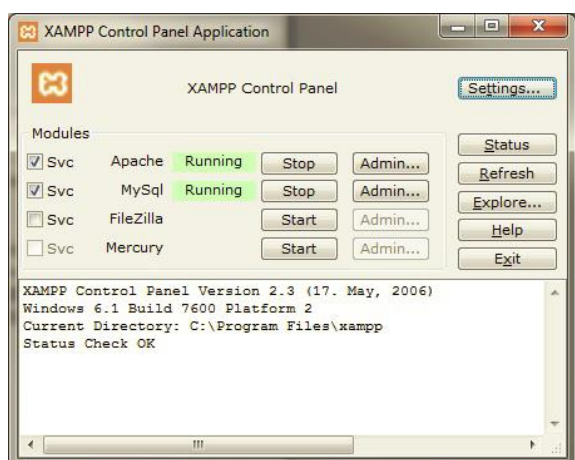 XAMPP Control Panel Application
XAMPP Control Panel
Settings...
Modules
Svc Apache Running Stop Admin...
Svc MySql Running Stop Admin...
Svc FileZilla Start Admin...
Svc Mercury Start Admin...
Status
Refresh
Explore...
Help
Exit
XAMPP Control Panel Version 2.3 (17. May, 2006)
Windows 6.1 Build 7600 Platform 2
Current Directory: C:\Program Files\xampp
Status Check OK